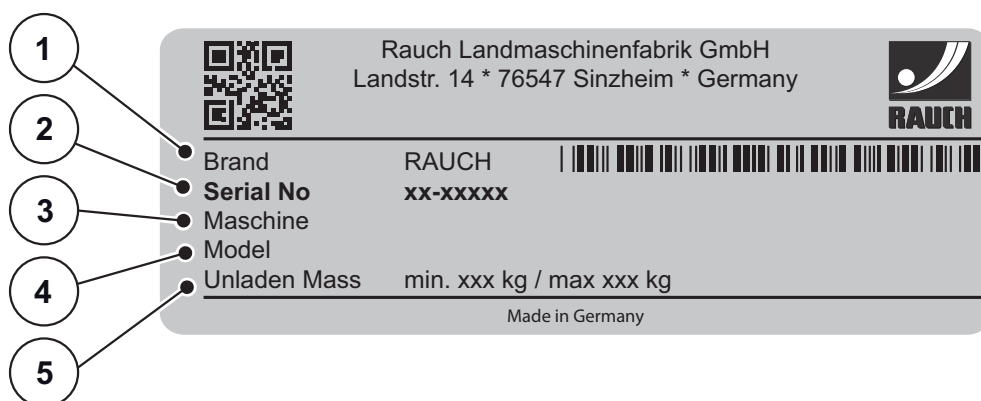 1
Rauch Landmaschinenfabrik GmbH
Landstr. 14 * 76547 Sinzheim * Germany
RAUCH
2
Brand RAUCH
Serial No xx-xxxxx
3
Maschine
Model
4
Unladen Mass min. xxx kg / max xxx kg
Made in Germany
5